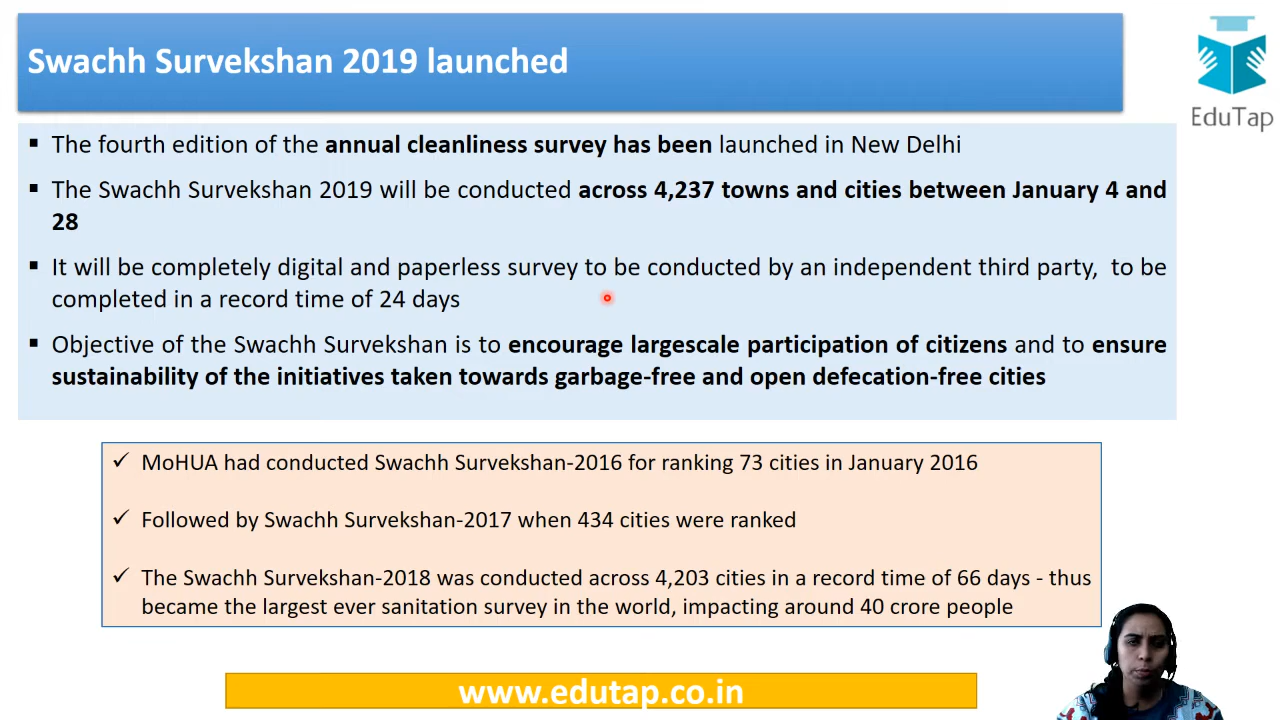 Swachh Survekshan 2019 launched
EduTap
▪ The fourth edition of the annual cleanliness survey has been launched in New Delhi
▪ The Swachh Survekshan 2019 will be conducted across 4,237 towns and cities between January 4 and
28
▪ It will be completely digital and paperless survey to be conducted by an independent third party, to be
completed in a record time of 24 days
▪ Objective of the Swachh Survekshan is to encourage largescale participation of citizens and to ensure
sustainability of the initiatives taken towards garbage-free and open defecation-free cities
✓ MoHUA had conducted Swachh Survekshan-2016 for ranking 73 cities in January 2016
✓ Followed by Swachh Survekshan-2017 when 434 cities were ranked
✓ The Swachh Survekshan-2018 was conducted across 4,203 cities in a record time of 66 days - thus
became the largest ever sanitation survey in the world, impacting around 40 crore people
www.edutap.co.in